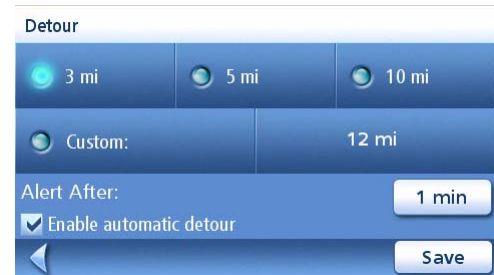 Detour
3 mi 5 mi 10 mi
Custom: 12 mi
Alert After: 1 min
Enable automatic detour
Save